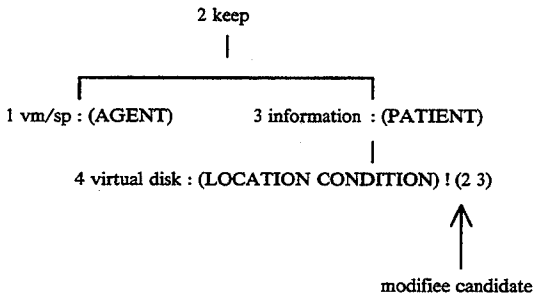 2 keep
1 vm/sp : (AGENT) 3 information : (PATIENT)
4 virtual disk : (LOCATION CONDITION) ! (2 3)
modifiee candidate